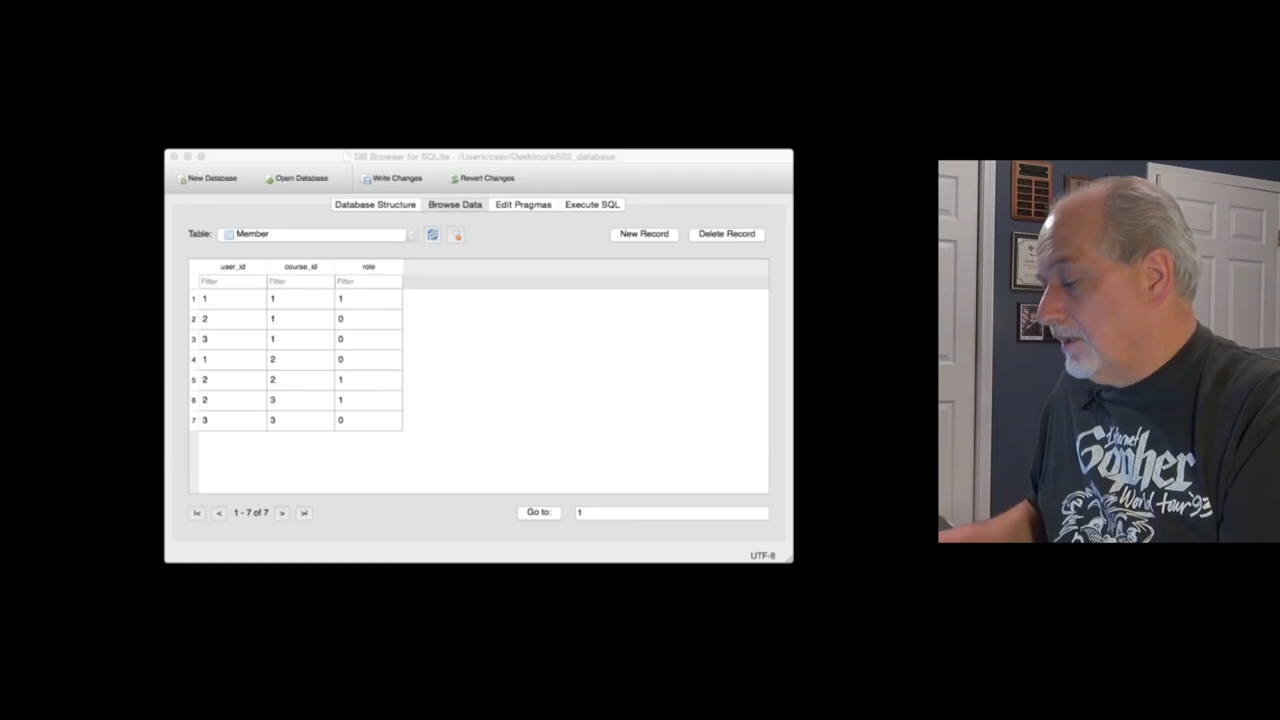 DB Browser for SQLite - /Users/csev/Desktop/si502_database
New Database Open Database Write Changes Revert Changes
Database Structure Browse Data Edit Pragmas Execute SQL
Table: Member New Record Delete Record
user_id course_id role
Filter Filter Filter
1 1 1 1
2 2 1 0
3 3 1 0
4 1 2 0
5 2 2 1
6 2 3 1
7 3 3 0
|< < 1 - 7 of 7 > >| Go to: 1
UTF-8
Internet
Gopher
World tour '93